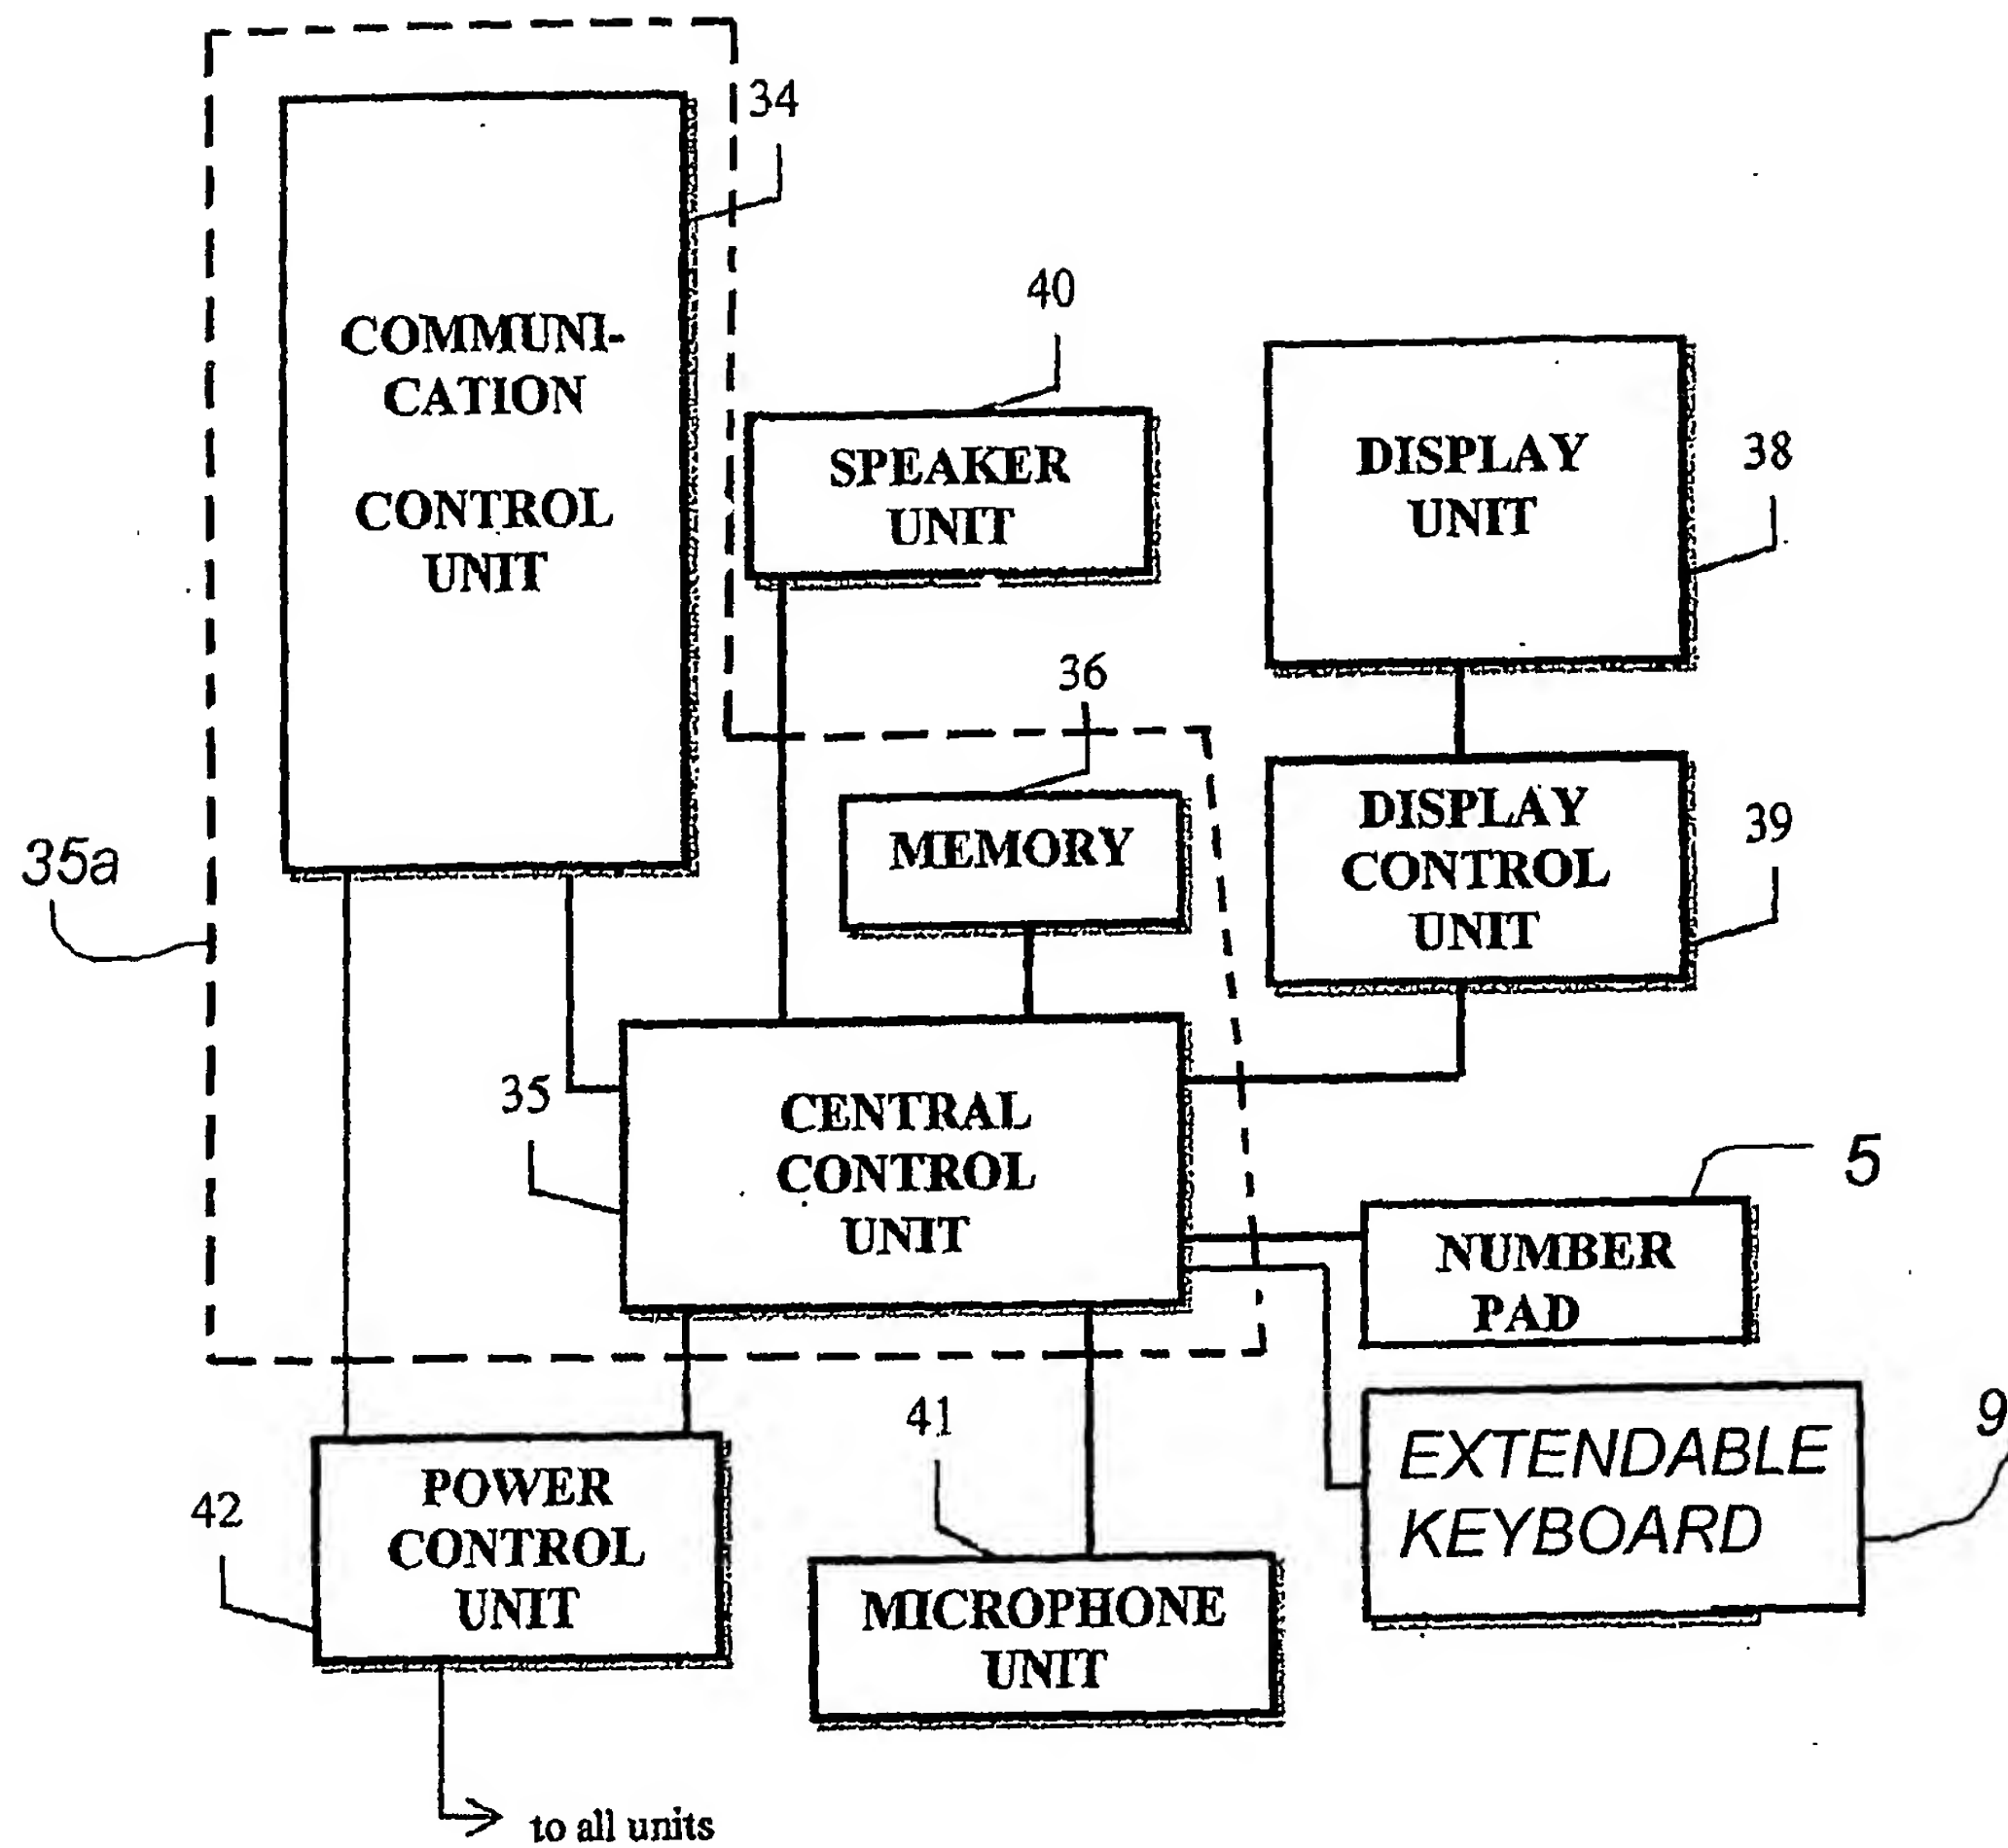 34
COMMUNI-
CATION
CONTROL
UNIT
40
SPEAKER
UNIT
DISPLAY
UNIT
38
36
MEMORY
DISPLAY
CONTROL
UNIT
39
35a
35
CENTRAL
CONTROL
UNIT
5
NUMBER
PAD
9
EXTENDABLE
KEYBOARD
41
MICROPHONE
UNIT
42
POWER
CONTROL
UNIT
to all units